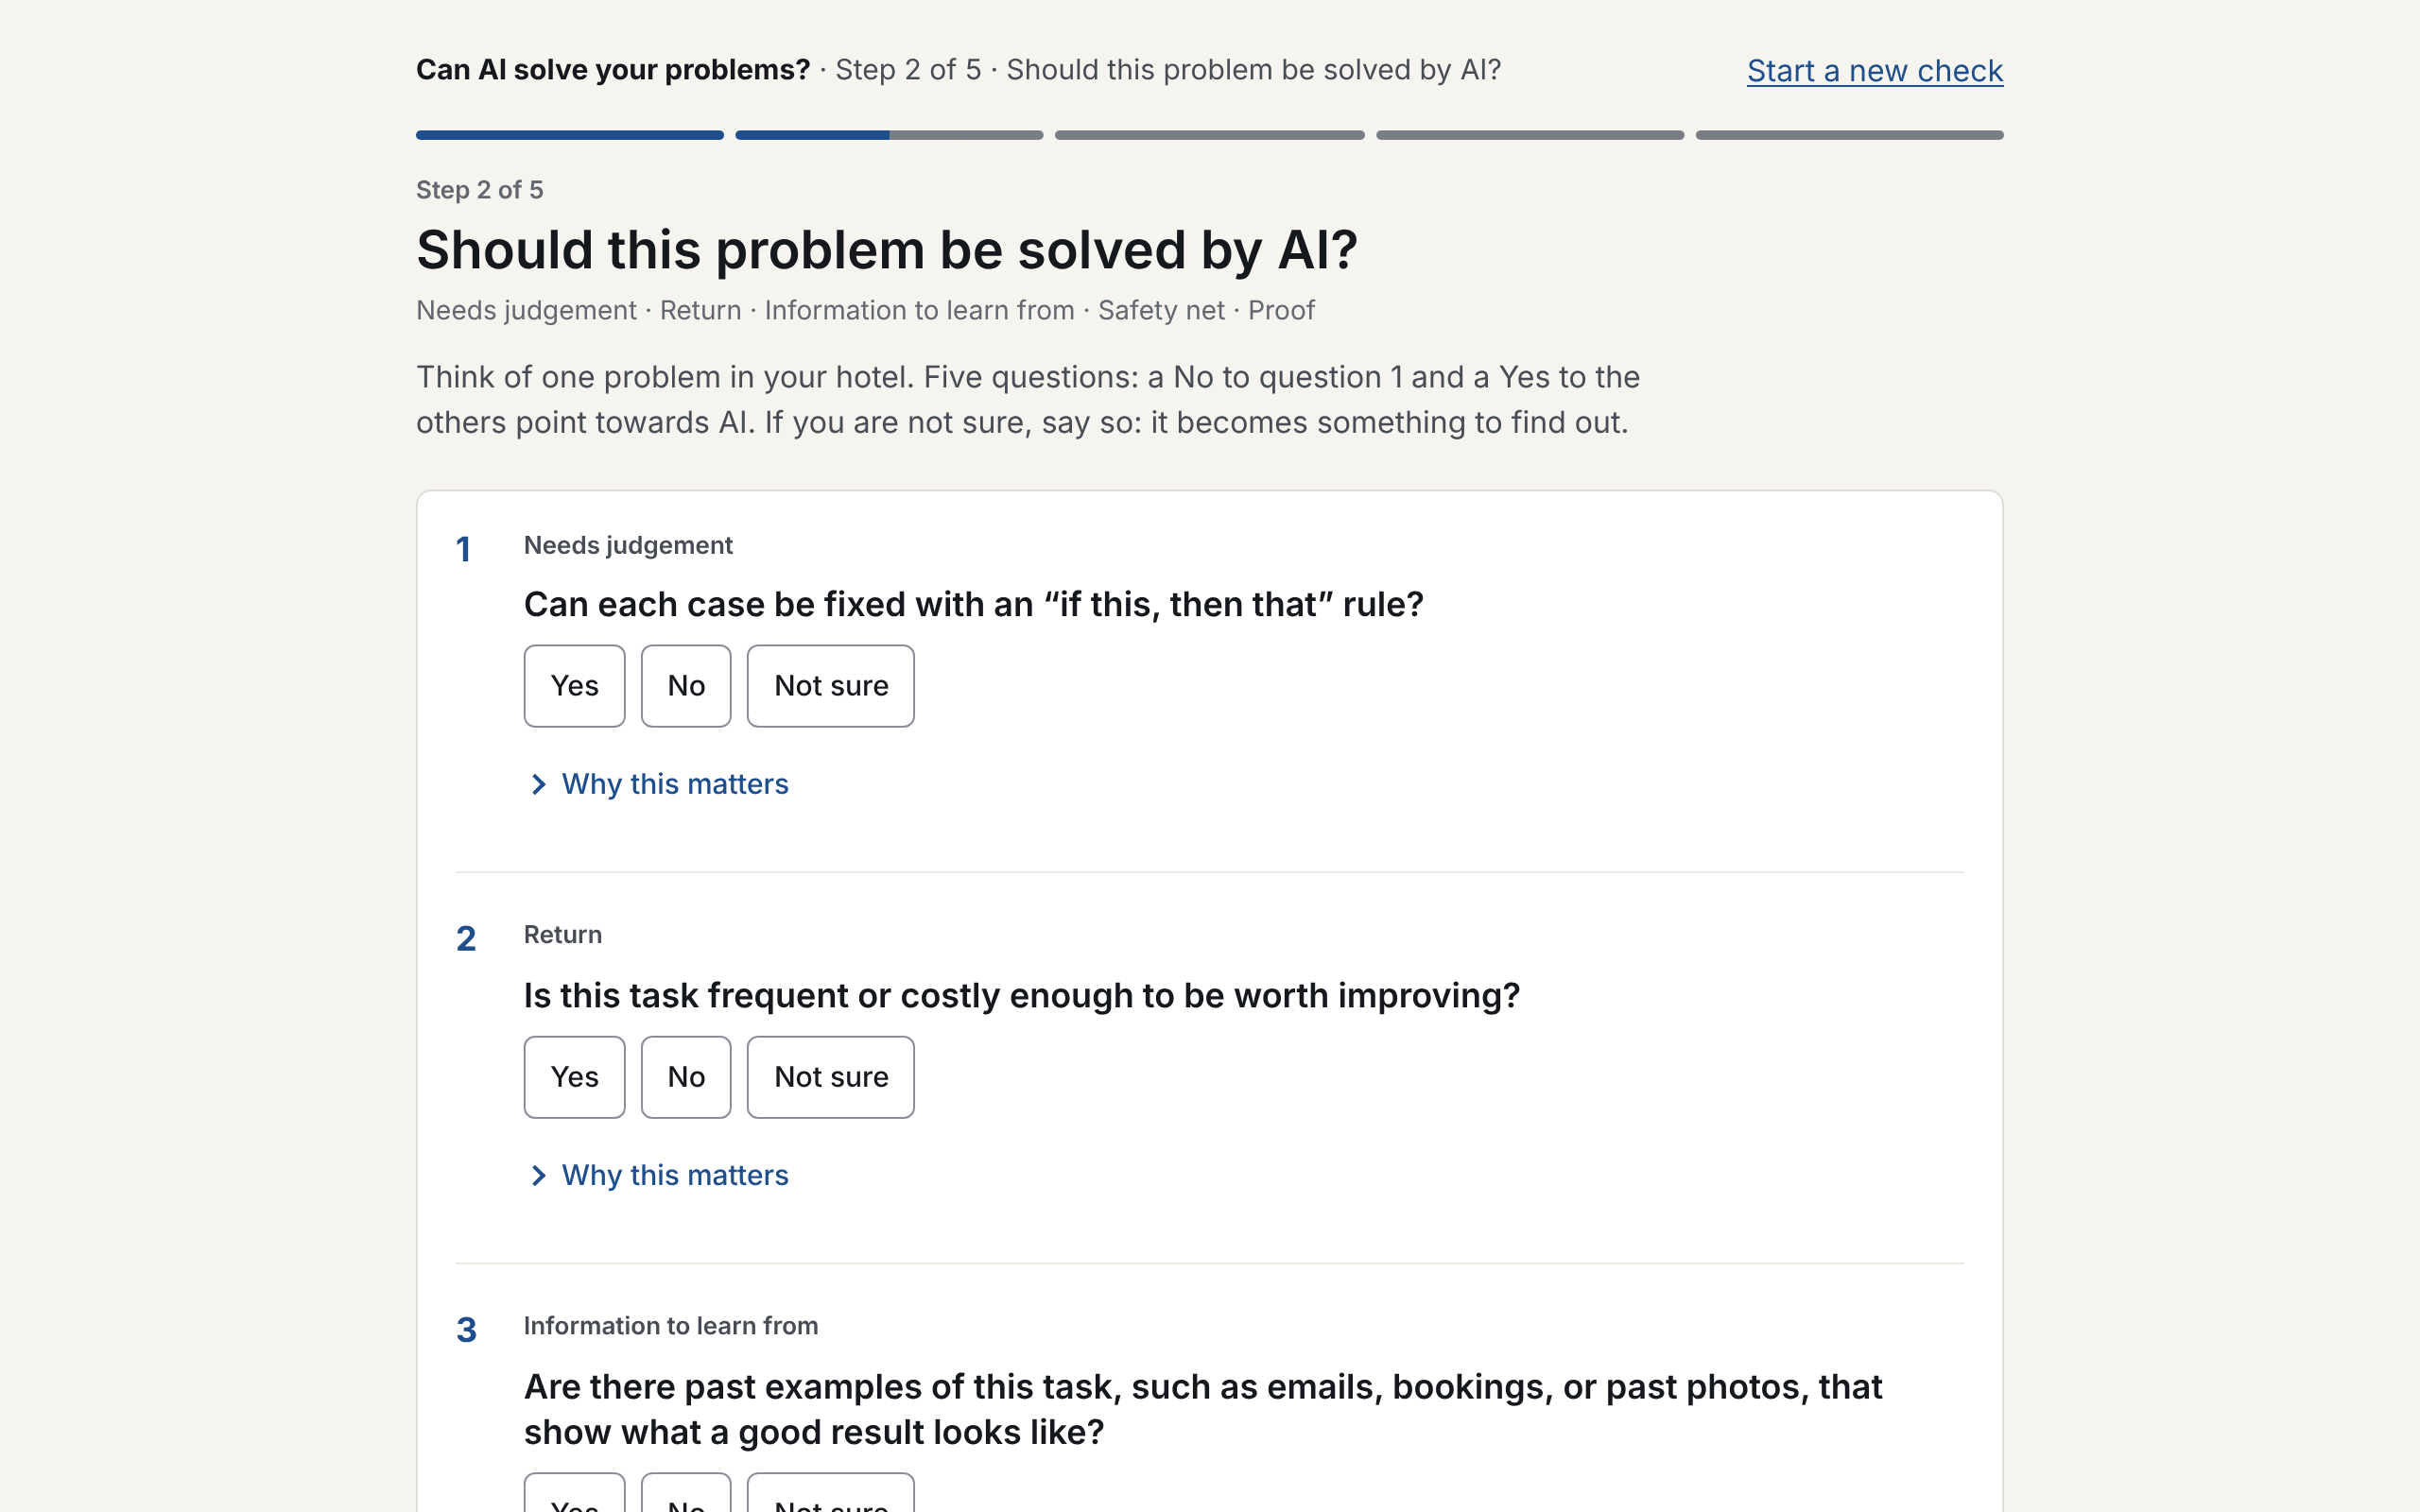 Can AI solve your problems? · Step 2 of 5 · Should this problem be solved by AI?
Start a new check
Step 2 of 5
Should this problem be solved by AI?
Needs judgement · Return · Information to learn from · Safety net · Proof
Think of one problem in your hotel. Five questions: a No to question 1 and a Yes to the
others point towards AI. If you are not sure, say so: it becomes something to find out.
1
Needs judgement
Can each case be fixed with an “if this, then that” rule?
Yes
No
Not sure
Why this matters
2
Return
Is this task frequent or costly enough to be worth improving?
Yes
No
Not sure
Why this matters
3
Information to learn from
Are there past examples of this task, such as emails, bookings, or past photos, that
show what a good result looks like?
Yes
No
Not sure